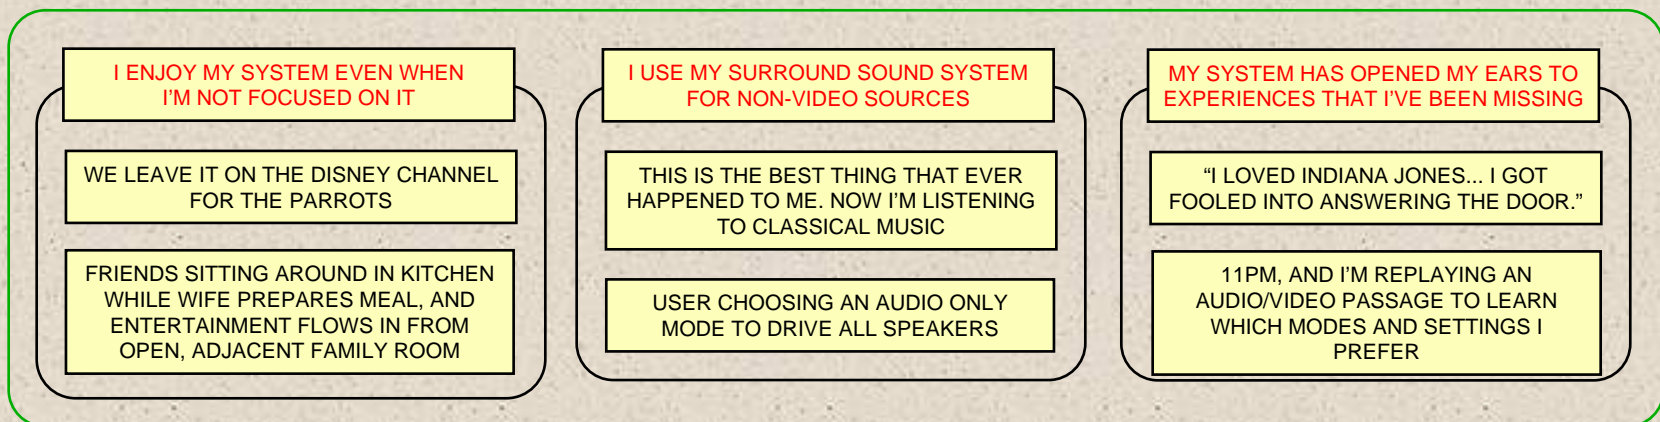 I ENJOY MY SYSTEM EVEN WHEN
I'M NOT FOCUSED ON IT
WE LEAVE IT ON THE DISNEY CHANNEL
FOR THE PARROTS
FRIENDS SITTING AROUND IN KITCHEN
WHILE WIFE PREPARES MEAL, AND
ENTERTAINMENT FLOWS IN FROM
OPEN, ADJACENT FAMILY ROOM
I USE MY SURROUND SOUND SYSTEM
FOR NON-VIDEO SOURCES
THIS IS THE BEST THING THAT EVER
HAPPENED TO ME. NOW I'M LISTENING
TO CLASSICAL MUSIC
USER CHOOSING AN AUDIO ONLY
MODE TO DRIVE ALL SPEAKERS
MY SYSTEM HAS OPENED MY EARS TO
EXPERIENCES THAT I'VE BEEN MISSING
“I LOVED INDIANA JONES... I GOT
FOOLED INTO ANSWERING THE DOOR.”
11PM, AND I'M REPLAYING AN
AUDIO/VIDEO PASSAGE TO LEARN
WHICH MODES AND SETTINGS I
PREFER